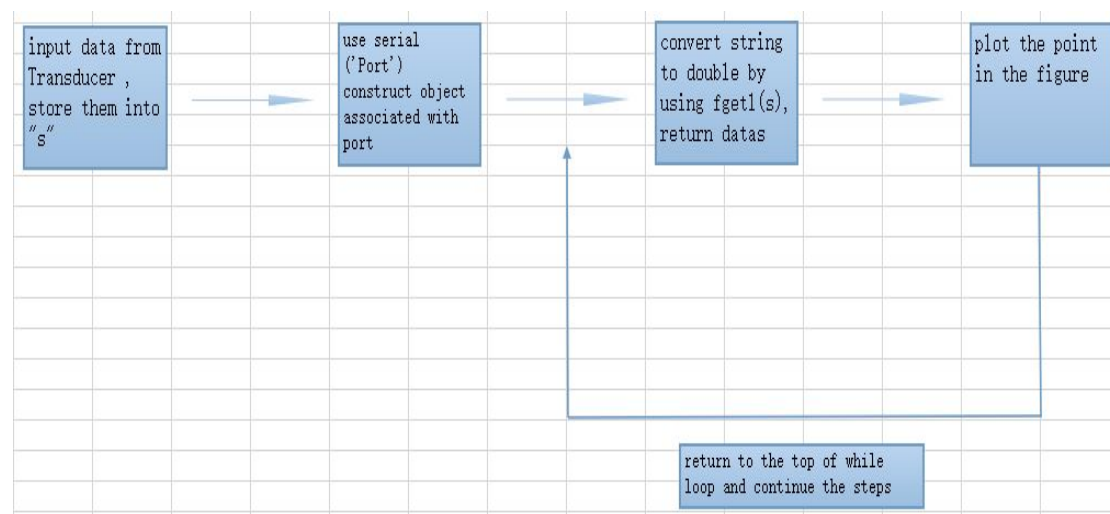 input data from
Transducer ,
store them into
"s"
use serial
('Port')
construct object
associated with
port
convert string
to double by
using fgetl(s),
return datas
plot the point
in the figure
return to the top of while
loop and continue the steps